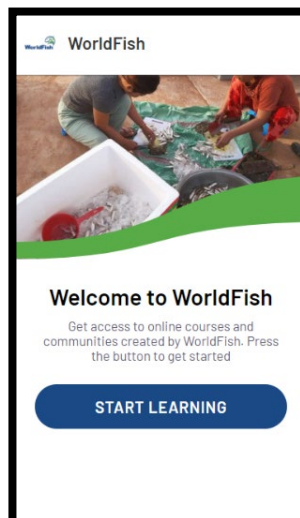 WorldFish WorldFish
Welcome to WorldFish
Get access to online courses and
communities created by WorldFish. Press
the button to get started
START LEARNING